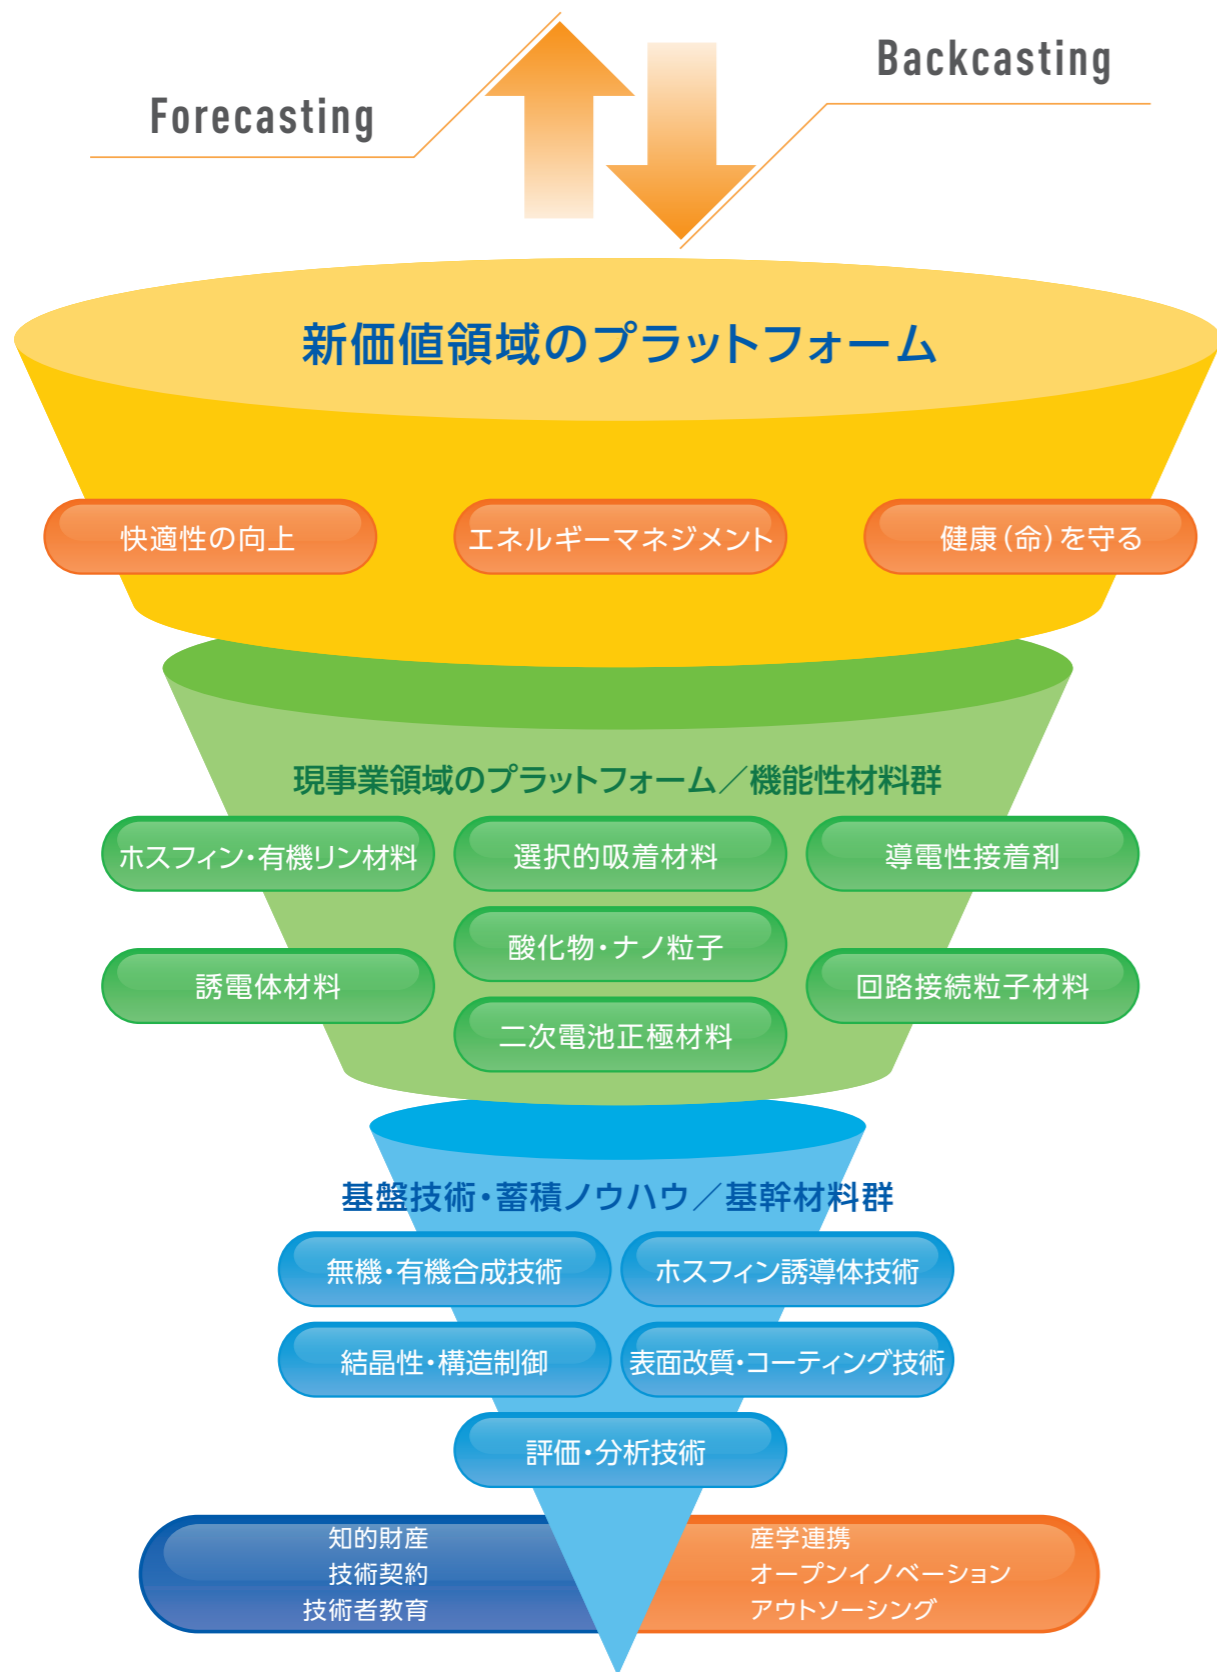 Forecasting
Backcasting
新価値領域のプラットフォーム
快適性の向上
エネルギーマネジメント
健康(命)を守る
現事業領域のプラットフォーム／機能性材料群
ホスフィン・有機リン材料
選択的吸着材料
導電性接着剤
酸化物・ナノ粒子
誘電体材料
回路接続粒子材料
二次電池正極材料
基盤技術・蓄積ノウハウ／基幹材料群
無機・有機合成技術
ホスフィン誘導体技術
結晶性・構造制御
表面改質・コーティング技術
評価・分析技術
知的財産
技術契約
技術者教育
産学連携
オープンイノベーション
アウトソーシング